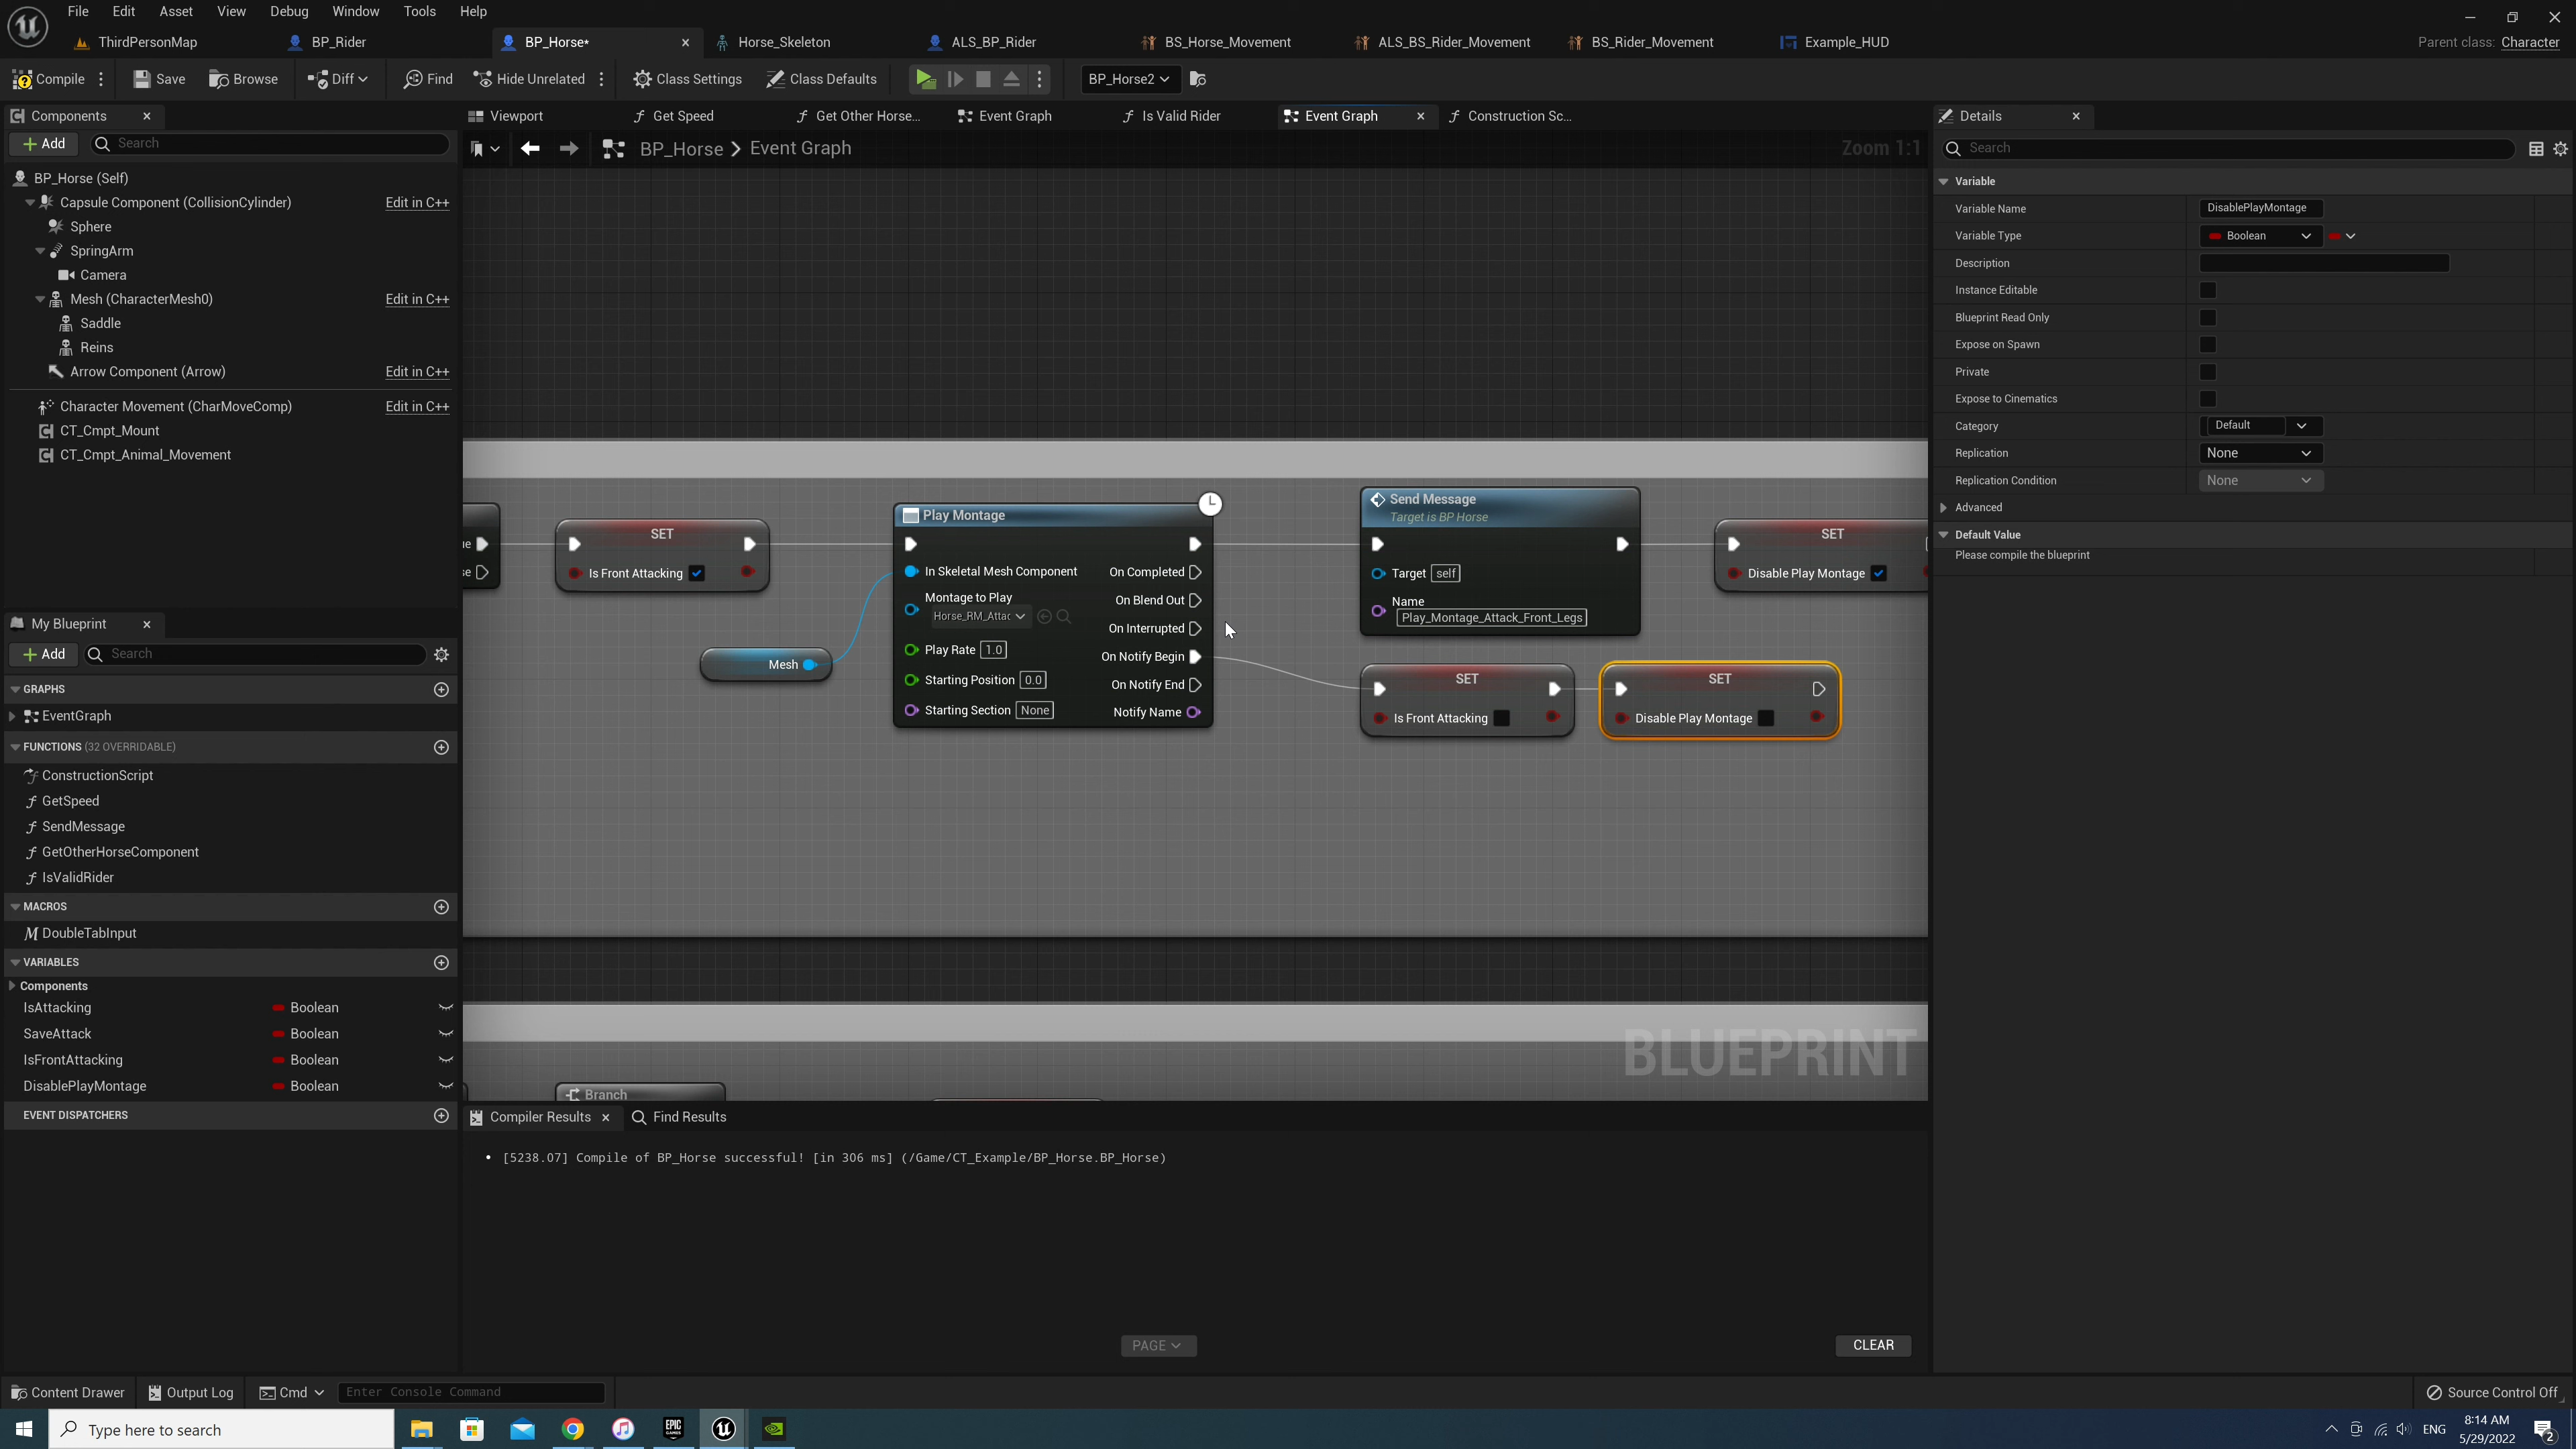 File Edit Asset View Debug Window Tools Help
ThirdPersonMap BP_Rider BP_Horse* Horse_Skeleton ALS_BP_Rider BS_Horse_Movement ALS_BS_Rider_Movement BS_Rider_Movement Example_HUD Parent class: Character
Compile Save Browse Diff Find Hide Unrelated Class Settings Class Defaults BP_Horse2
Components
Add Search
BP_Horse (Self)
Capsule Component (CollisionCylinder) Edit in C++
Sphere
SpringArm
Camera
Mesh (CharacterMesh0) Edit in C++
Saddle
Reins
Arrow Component (Arrow) Edit in C++
Character Movement (CharMoveComp) Edit in C++
CT_Cmpt_Mount
CT_Cmpt_Animal_Movement
My Blueprint
Add Search
GRAPHS
EventGraph
FUNCTIONS (32 OVERRIDABLE)
ConstructionScript
GetSpeed
SendMessage
GetOtherHorseComponent
IsValidRider
MACROS
DoubleTabInput
VARIABLES
Components
IsAttacking Boolean
SaveAttack Boolean
IsFrontAttacking Boolean
DisablePlayMontage Boolean
EVENT DISPATCHERS
Viewport Get Speed Get Other Horse... Event Graph Is Valid Rider Event Graph Construction Sc...
BP_Horse > Event Graph Zoom 1:1
ue
se
SET
Is Front Attacking
Mesh
Play Montage
In Skeletal Mesh Component On Completed
Montage to Play On Blend Out
Horse_RM_Attac
On Interrupted
Play Rate 1.0
On Notify Begin
Starting Position 0.0 On Notify End
Starting Section None Notify Name
Send Message
Target is BP Horse
Target self
Name
Play_Montage_Attack_Front_Legs
SET
Disable Play Montage
SET
Is Front Attacking
SET
Disable Play Montage
BLUEPRINT
Branch
Compiler Results Find Results
• [5238.07] Compile of BP_Horse successful! [in 306 ms] (/Game/CT_Example/BP_Horse.BP_Horse)
PAGE CLEAR
Details
Search
Variable
Variable Name DisablePlayMontage
Variable Type Boolean
Description
Instance Editable
Blueprint Read Only
Expose on Spawn
Private
Expose to Cinematics
Category Default
Replication None
Replication Condition None
Advanced
Default Value
Please compile the blueprint
Content Drawer Output Log Cmd Enter Console Command Source Control Off
Type here to search EPIC GAMES ENG 8:14 AM
5/29/2022 2